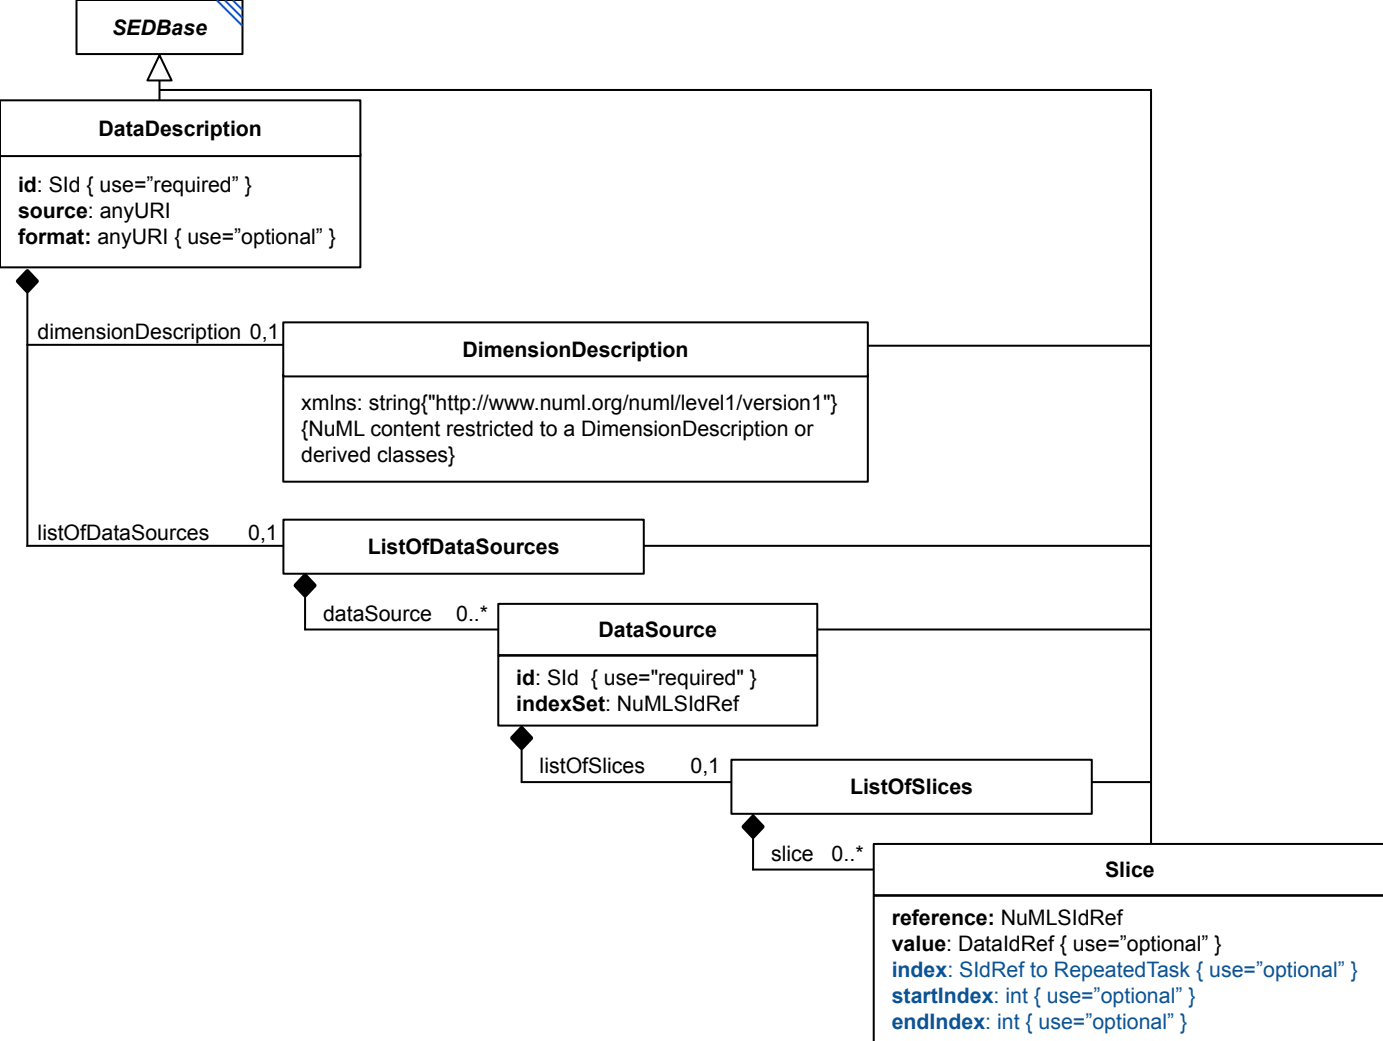 SEDBase
DataDescription
id: SId { use=”required” }
source: anyURI
format: anyURI { use=”optional” }
dimensionDescription 0,1
DimensionDescription
xmlns: string{"http://www.numl.org/numl/level1/version1"}
{NuML content restricted to a DimensionDescription or
derived classes}
listOfDataSources 0,1
ListOfDataSources
dataSource 0..*
DataSource
id: SId { use="required" }
indexSet: NuMLSIdRef
listOfSlices 0,1
ListOfSlices
slice 0..*
Slice
reference: NuMLSIdRef
value: DataIdRef { use=”optional” }
index: SIdRef to RepeatedTask { use=”optional” }
startIndex: int { use=”optional” }
endIndex: int { use=”optional” }